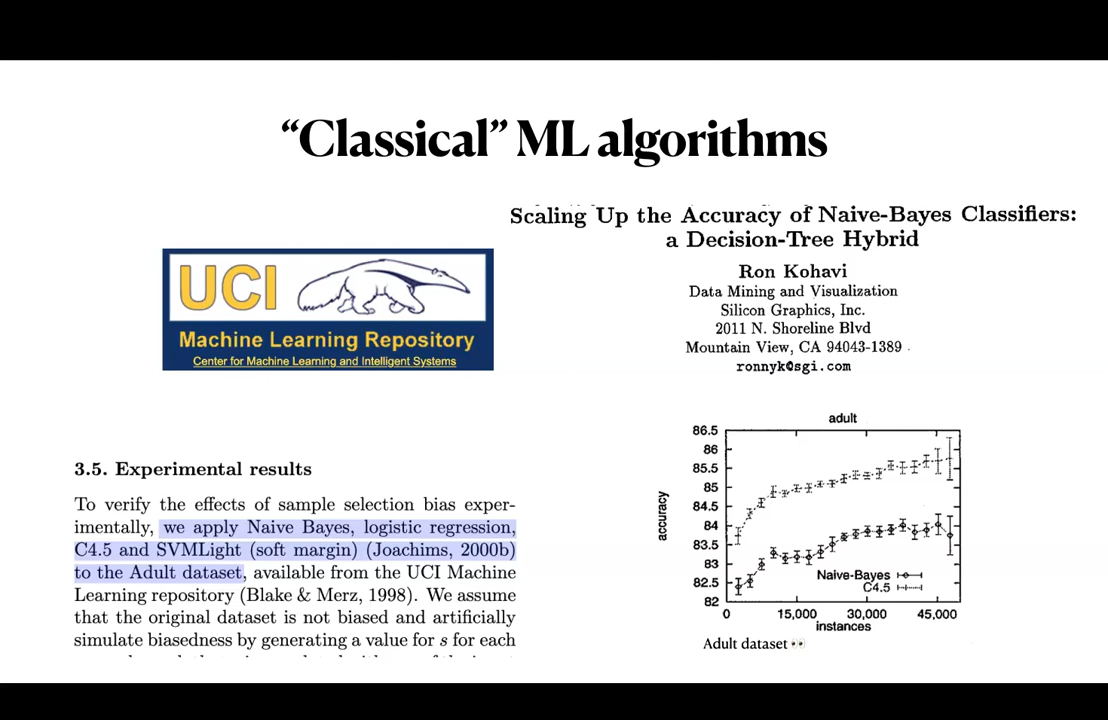 “Classical” ML algorithms
Scaling Up the Accuracy of Naive-Bayes Classifiers:
a Decision-Tree Hybrid
Ron Kohavi
Data Mining and Visualization
Silicon Graphics, Inc.
2011 N. Shoreline Blvd
Mountain View, CA 94043-1389
ronnyk@sgi.com
UCI
Machine Learning Repository
Center for Machine Learning and Intelligent Systems
3.5. Experimental results
To verify the effects of sample selection bias exper-
imentally, we apply Naive Bayes, logistic regression,
C4.5 and SVMLight (soft margin) (Joachims, 2000b)
to the Adult dataset, available from the UCI Machine
Learning repository (Blake & Merz, 1998). We assume
that the original dataset is not biased and artificially
simulate biasedness by generating a value for s for each
adult
86.5
86
85.5
85
84.5
84
83.5
83
82.5
82
accuracy
Naive-Bayes
C4.5
0 15,000 30,000 45,000
instances
Adult dataset 👀